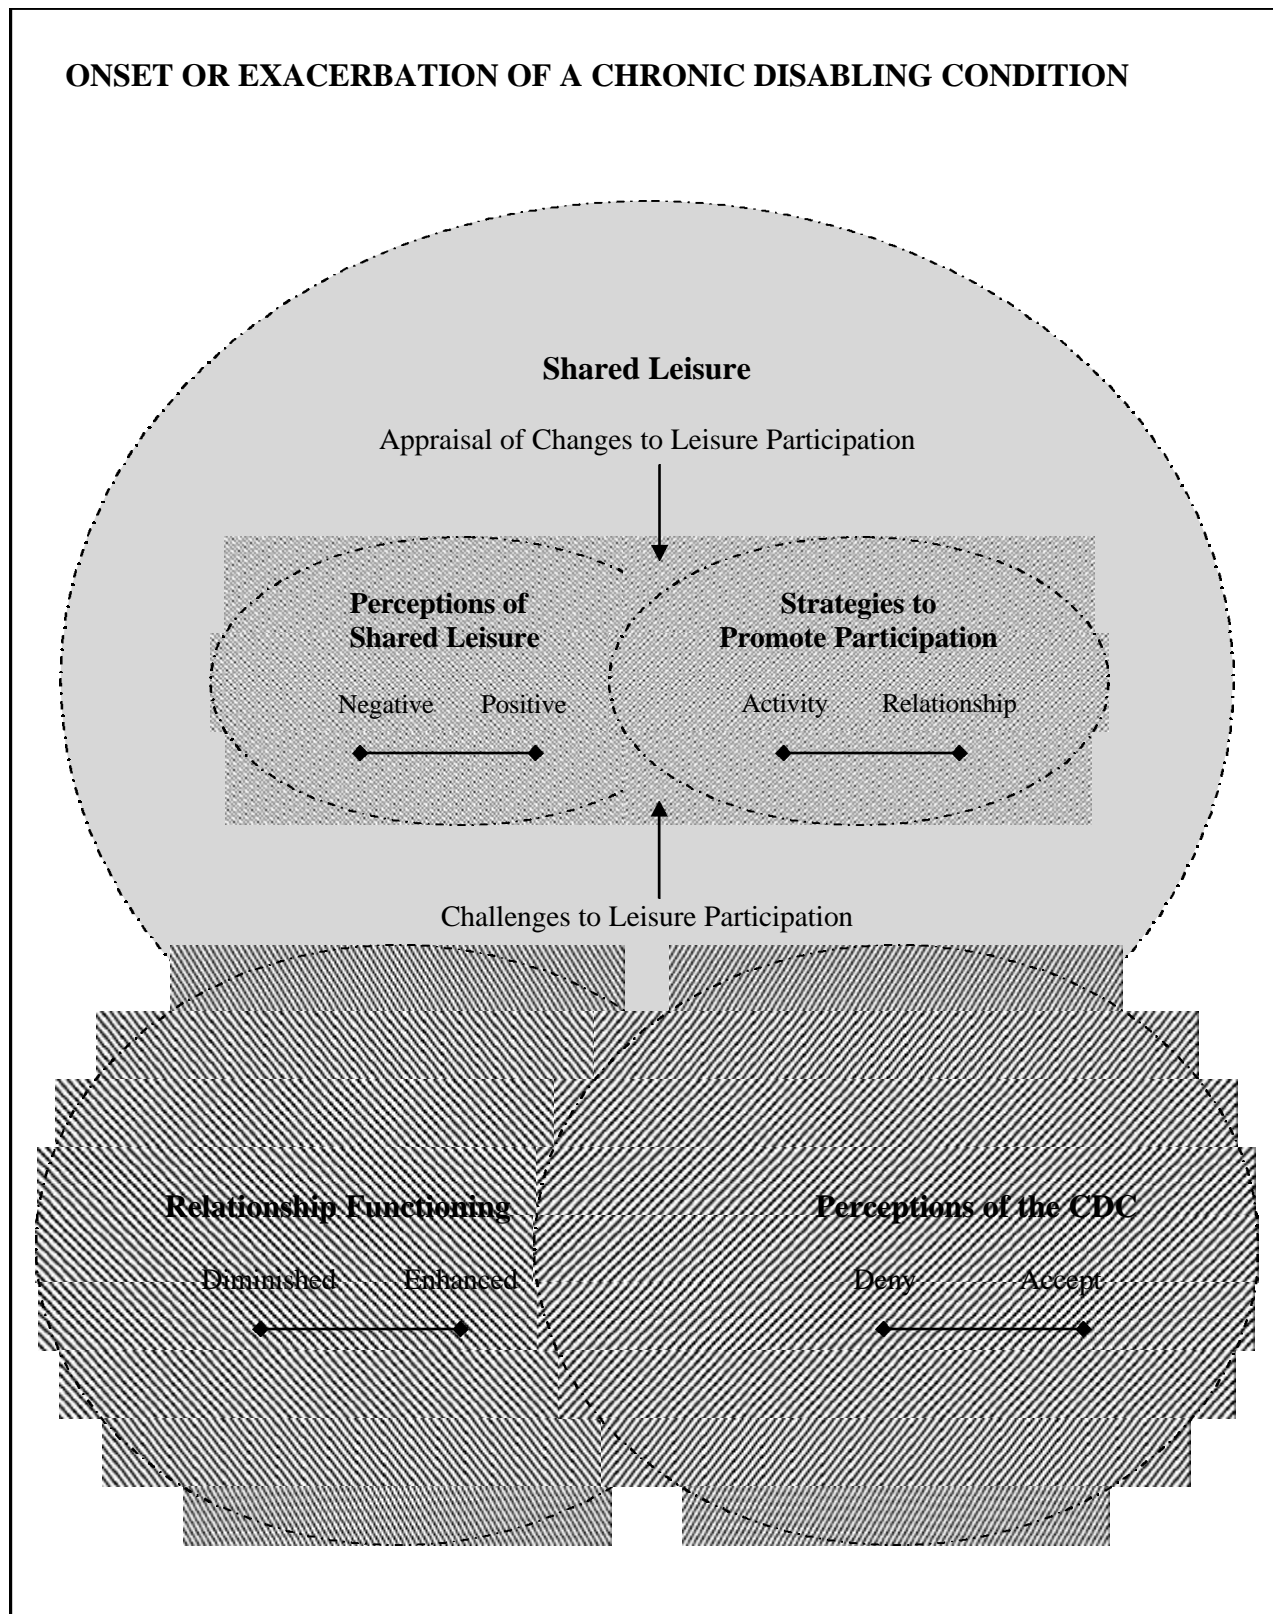 ONSET OR EXACERBATION OF A CHRONIC DISABLING CONDITION
Shared Leisure
Appraisal of Changes to Leisure Participation
Perceptions of
Shared Leisure
Negative Positive
Strategies to
Promote Participation
Activity Relationship
Challenges to Leisure Participation
Relationship Functioning
Diminished Enhanced
Perceptions of the CDC
Deny Accept